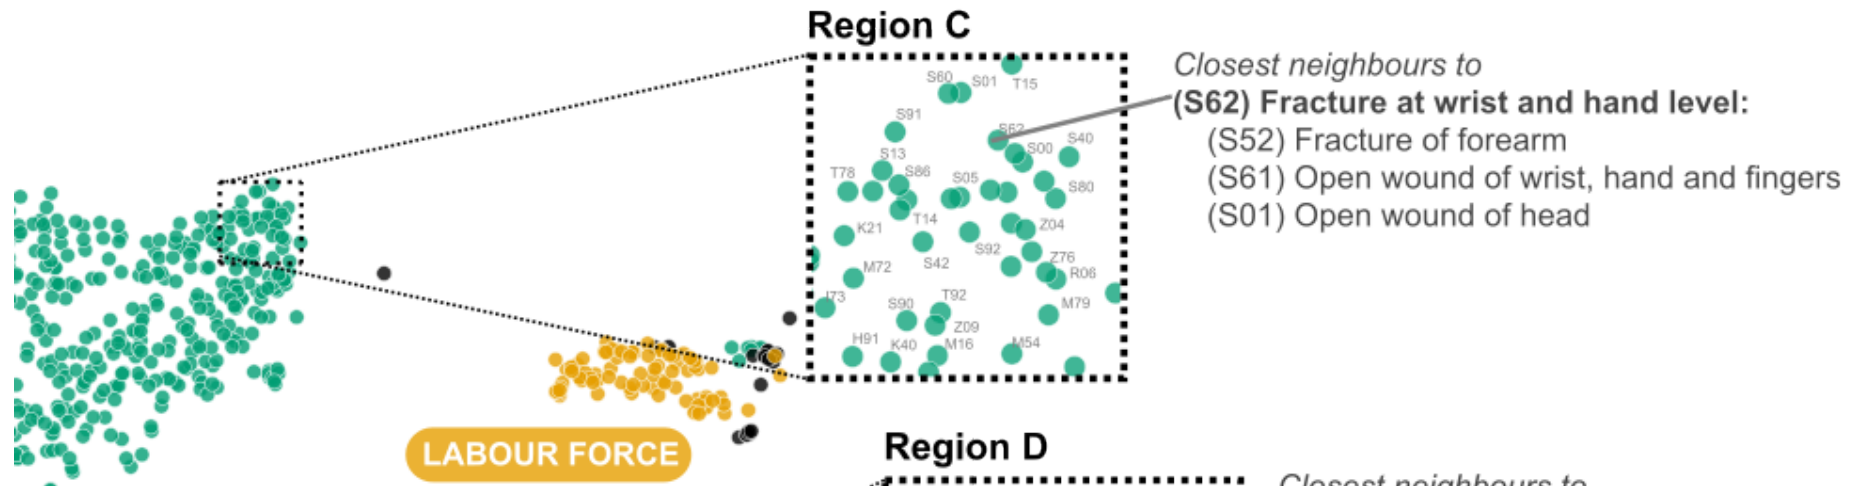 Region C
S60
S01
T15
S91
S62
S00
S40
S13
S86
T78
S05
S80
T14
K21
Z04
S92
S42
Z76
M72
R06
I73
S90
T92
M79
Z09
H91
K40
M16
M54
Closest neighbours to
(S62) Fracture at wrist and hand level:
(S52) Fracture of forearm
(S61) Open wound of wrist, hand and fingers
(S01) Open wound of head
LABOUR FORCE
Region D
Closest neighbours to